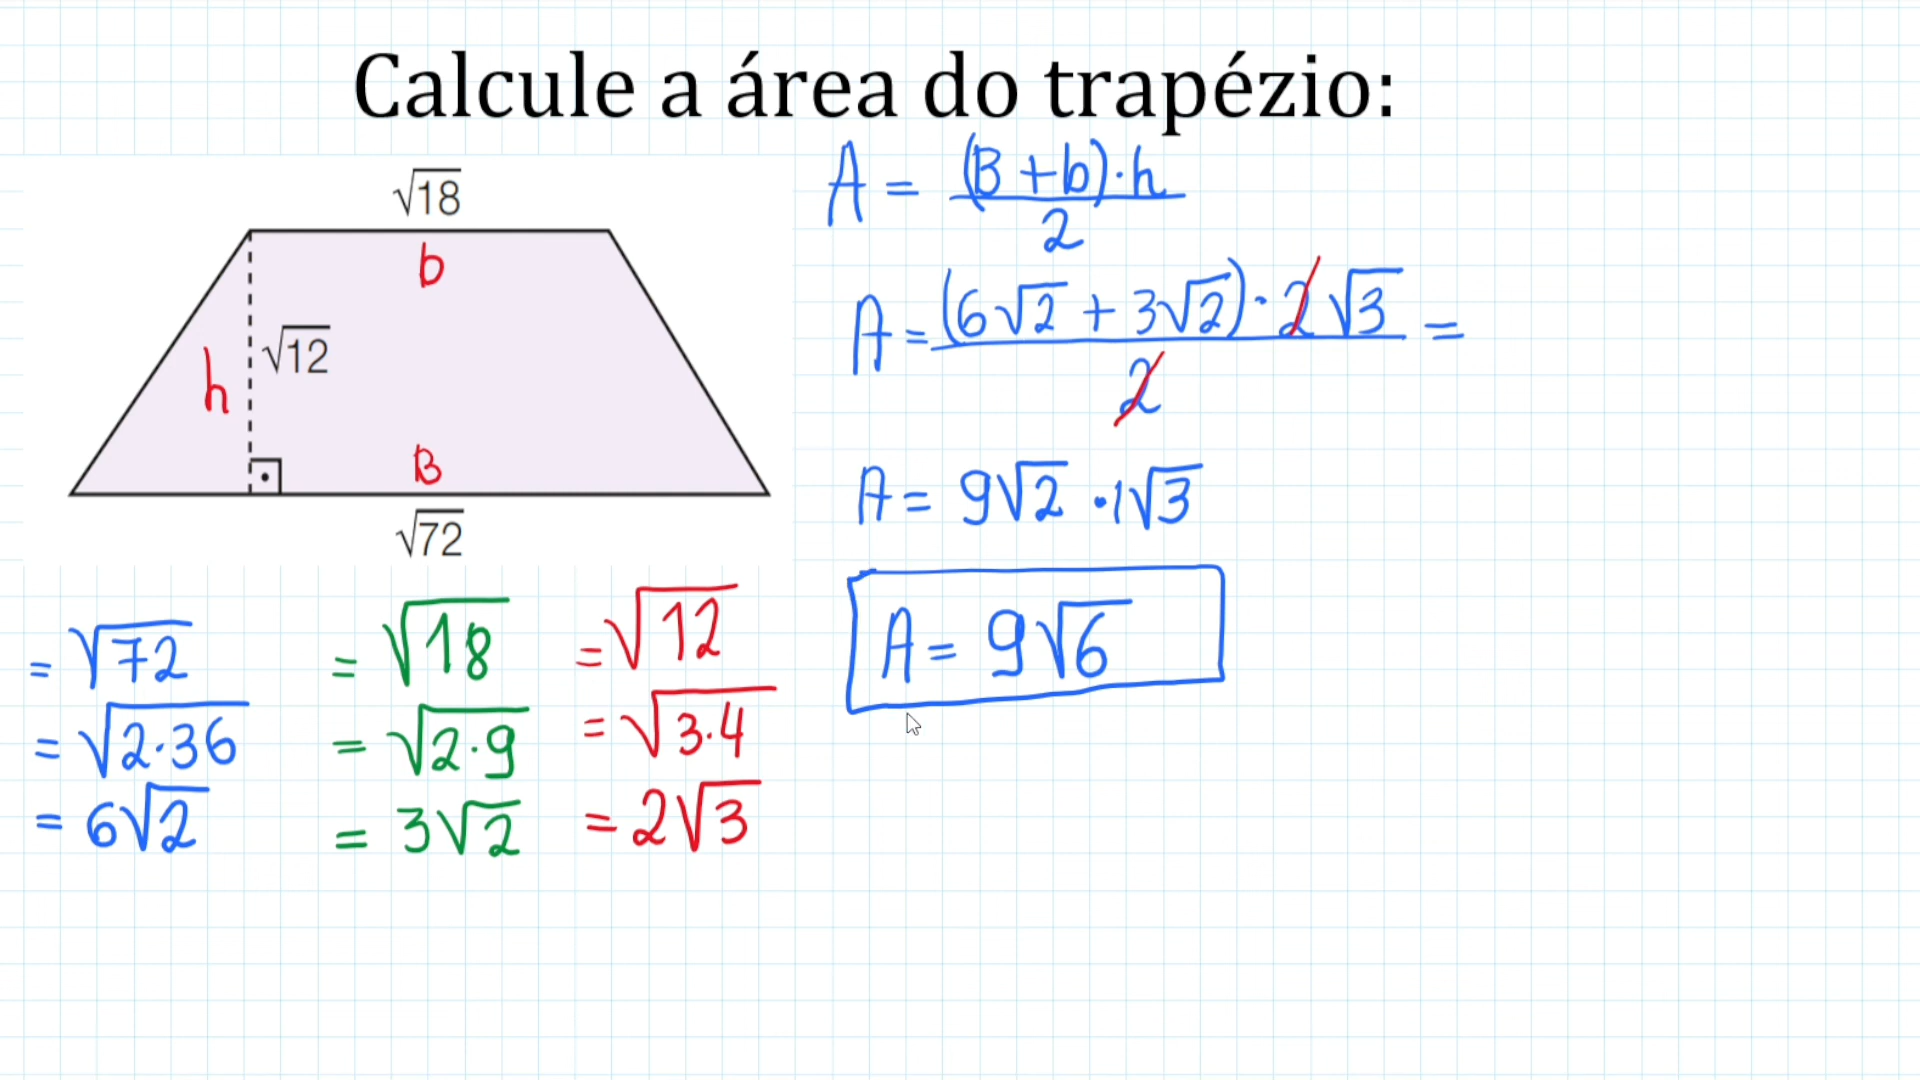 Calcule a área do trapézio:
√18
b
h
√12
B
√72
A = (B + b) · h / 2
A = (6√2 + 3√2) · 2√3 / 2 =
A = 9√2 · 1√3
A = 9√6
= √72
= √2·36
= 6√2
= √18
= √2·9
= 3√2
= √12
= √3·4
= 2√3